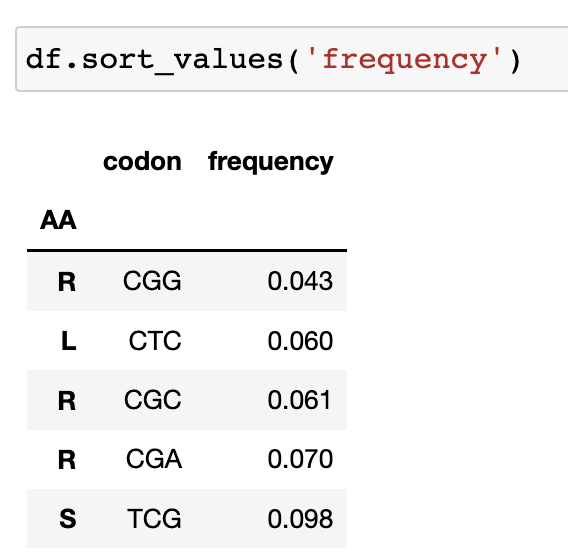 df.sort_values('frequency')
codon frequency
AA
R CGG 0.043
L CTC 0.060
R CGC 0.061
R CGA 0.070
S TCG 0.098